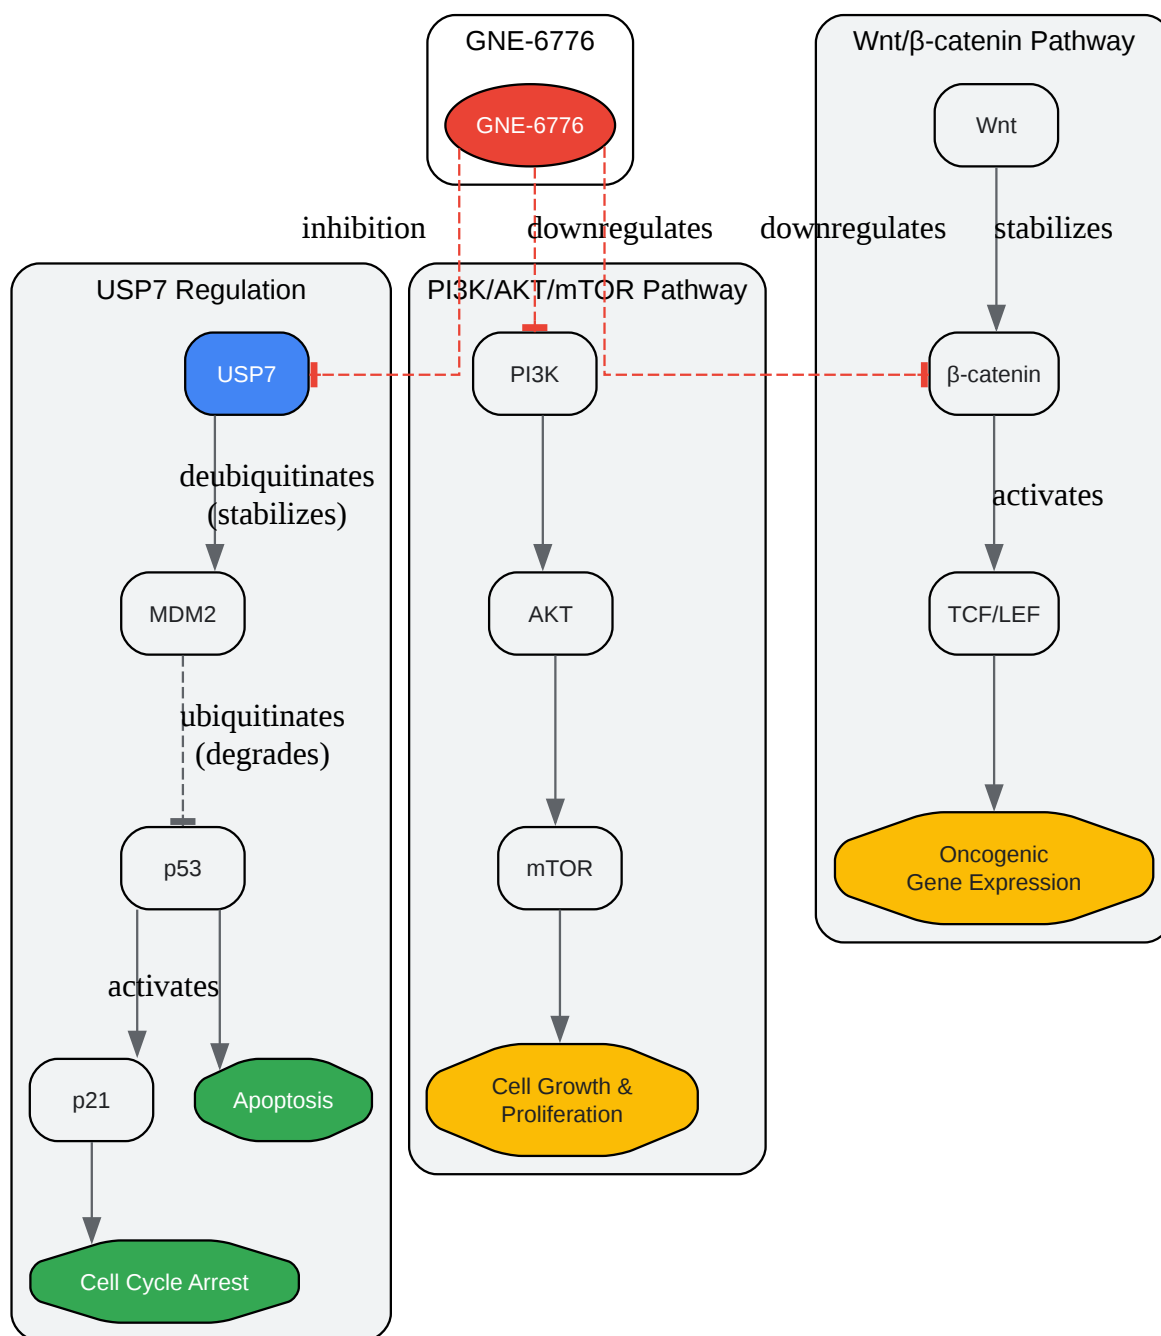 GNE-6776
GNE-6776
Wnt/β-catenin Pathway
Wnt
inhibition
downregulates
downregulates
stabilizes
USP7 Regulation
USP7
deubiquitinates
(stabilizes)
MDM2
ubiquitinates
(degrades)
p53
activates
p21
Apoptosis
Cell Cycle Arrest
PI3K/AKT/mTOR Pathway
PI3K
AKT
mTOR
Cell Growth &
Proliferation
β-catenin
activates
TCF/LEF
Oncogenic
Gene Expression